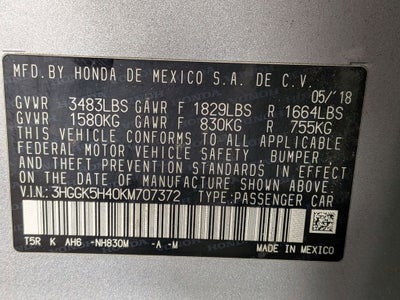 MFD.BY HONDA DE MEXICO S.A. DE C.V.
05/'18
GVWR 3483LBS GAWR F 1829LBS R 1664LBS
GVWR 1580KG GAWR F 830KG R 755KG
THIS VEHICLE CONFORMS TO ALL APPLICABLE
FEDERAL MOTOR VEHICLE SAFETY, BUMPER,
AND THEFT PREVENTION STANDARDS IN EFFECT
ON THE DATE OF MANUFACTURE SHOWN ABOVE.
V.I.N.: 3HGGK5H40KM707372 TYPE:PASSENGER CAR
T5R K AH6 -NH830M -A -M
MADE IN MEXICO